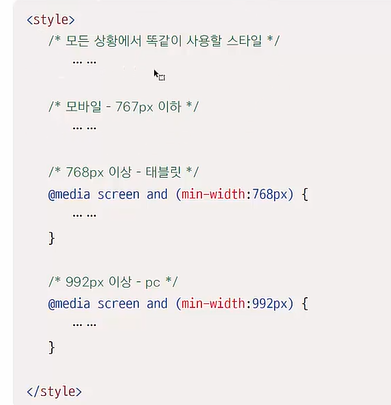 <style>
/* 모든 상황에서 똑같이 사용할 스타일 */
... ...
/* 모바일 - 767px 이하 */
... ...
/* 768px 이상 - 태블릿 */
@media screen and (min-width:768px) {
... ...
}
/* 992px 이상 - pc */
@media screen and (min-width:992px) {
... ...
}
</style>